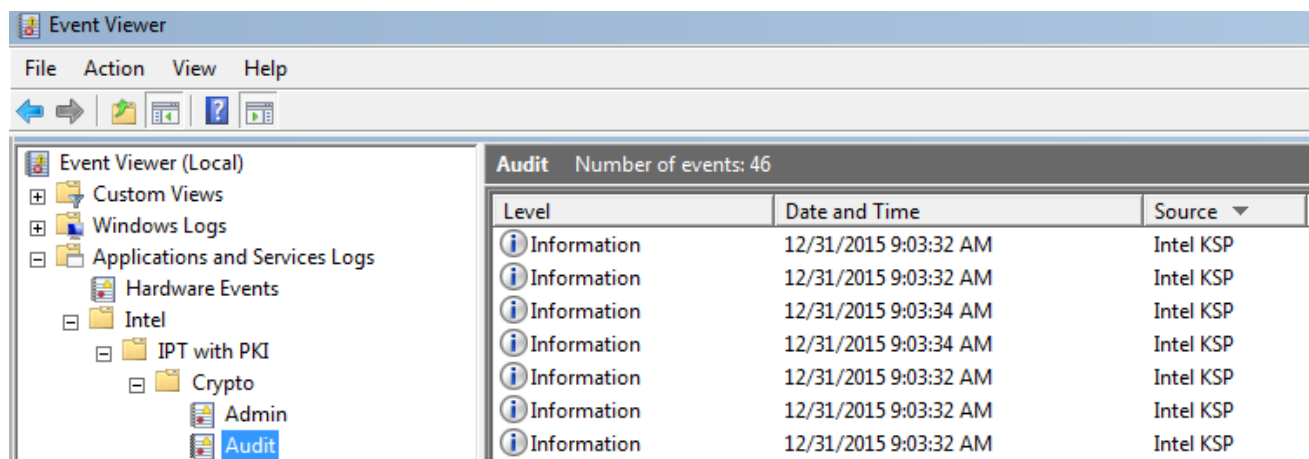 Event Viewer
File Action View Help
Event Viewer (Local)
Custom Views
Windows Logs
Applications and Services Logs
Hardware Events
Intel
IPT with PKI
Crypto
Admin
Audit
Audit Number of events: 46
Level Date and Time Source
Information 12/31/2015 9:03:32 AM Intel KSP
Information 12/31/2015 9:03:32 AM Intel KSP
Information 12/31/2015 9:03:34 AM Intel KSP
Information 12/31/2015 9:03:34 AM Intel KSP
Information 12/31/2015 9:03:32 AM Intel KSP
Information 12/31/2015 9:03:32 AM Intel KSP
Information 12/31/2015 9:03:32 AM Intel KSP